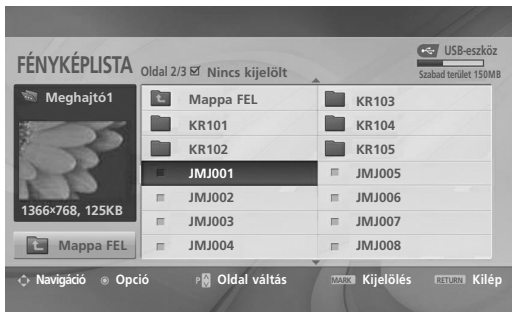 USB-eszköz
FÉNYKÉPLISTA Oldal 2/3 Nincs kijelölt Szabad terület 150MB
Meghajtó1
1366×768, 125KB
Mappa FEL
Mappa FEL KR103
KR101 KR104
KR102 KR105
JMJ001 JMJ005
JMJ002 JMJ006
JMJ003 JMJ007
JMJ004 JMJ008
Navigáció Opció P Oldal váltás MARK Kijelölés RETURN Kilép